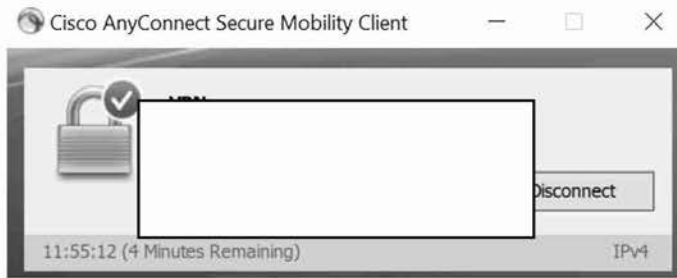 Cisco AnyConnect Secure Mobility Client
Disconnect
11:55:12 (4 Minutes Remaining)
IPv4